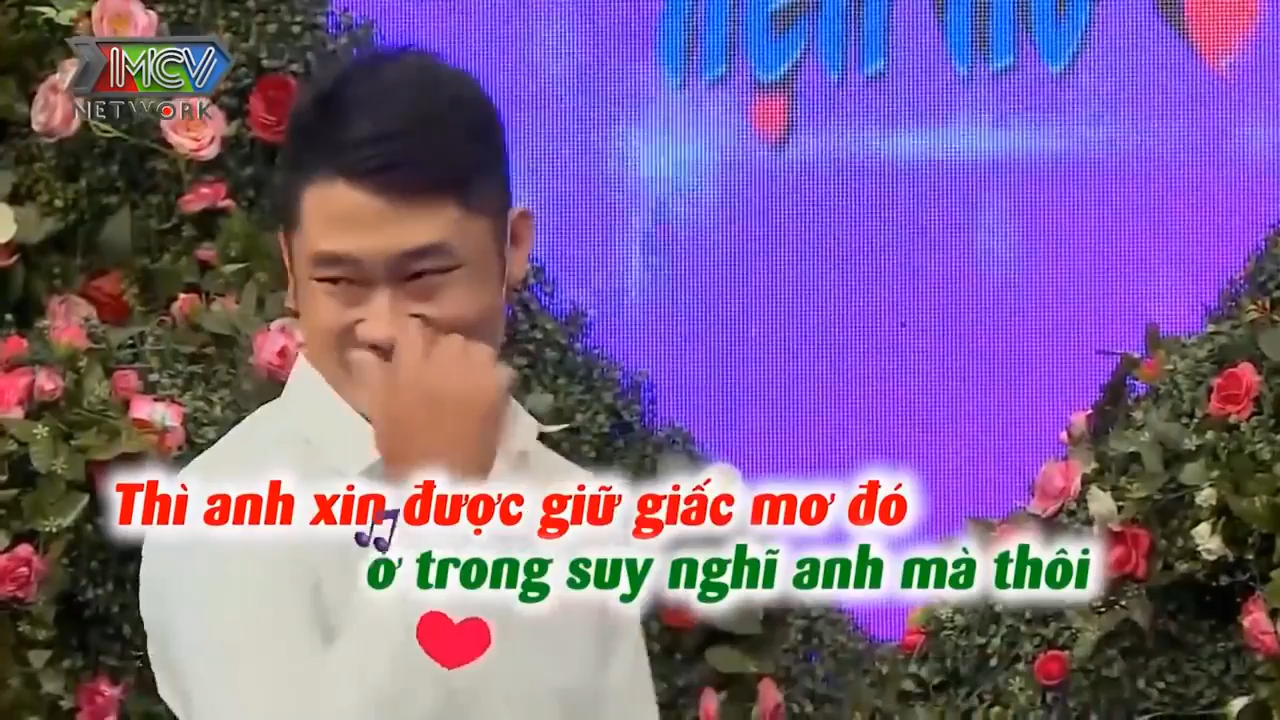 MCV
NETWORK
Thì anh xin được giữ giấc mơ đó
ở trong suy nghĩ anh mà thôi